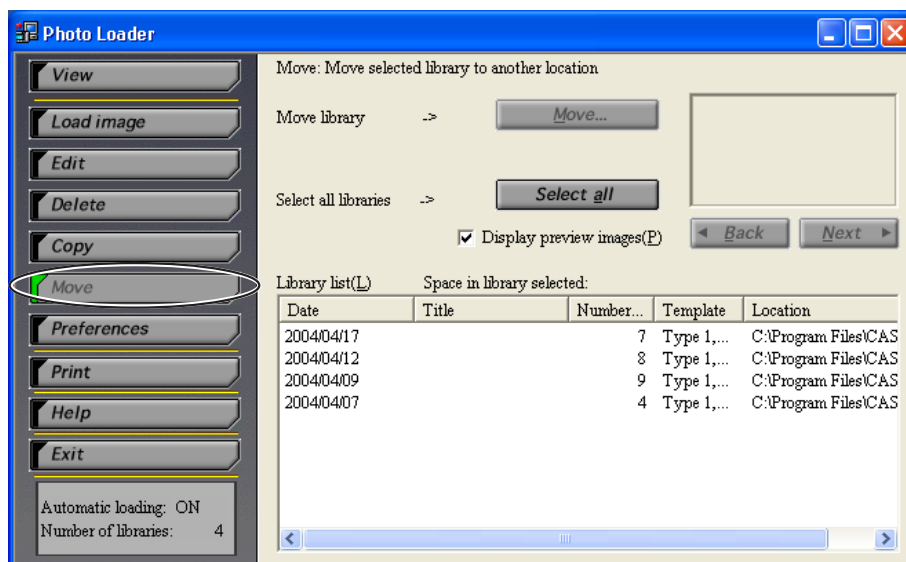 Photo Loader
View
Load image
Edit
Delete
Copy
Move
Preferences
Print
Help
Exit
Automatic loading: ON
Number of libraries: 4
Move: Move selected library to another location
Move library -> Move...
Select all libraries -> Select all
Display preview images(P)
Back Next
Library list(L) Space in library selected:
Date Title Number... Template Location
2004/04/17 7 Type 1,... C:\Program Files\CAS
2004/04/12 8 Type 1,... C:\Program Files\CAS
2004/04/09 9 Type 1,... C:\Program Files\CAS
2004/04/07 4 Type 1,... C:\Program Files\CAS